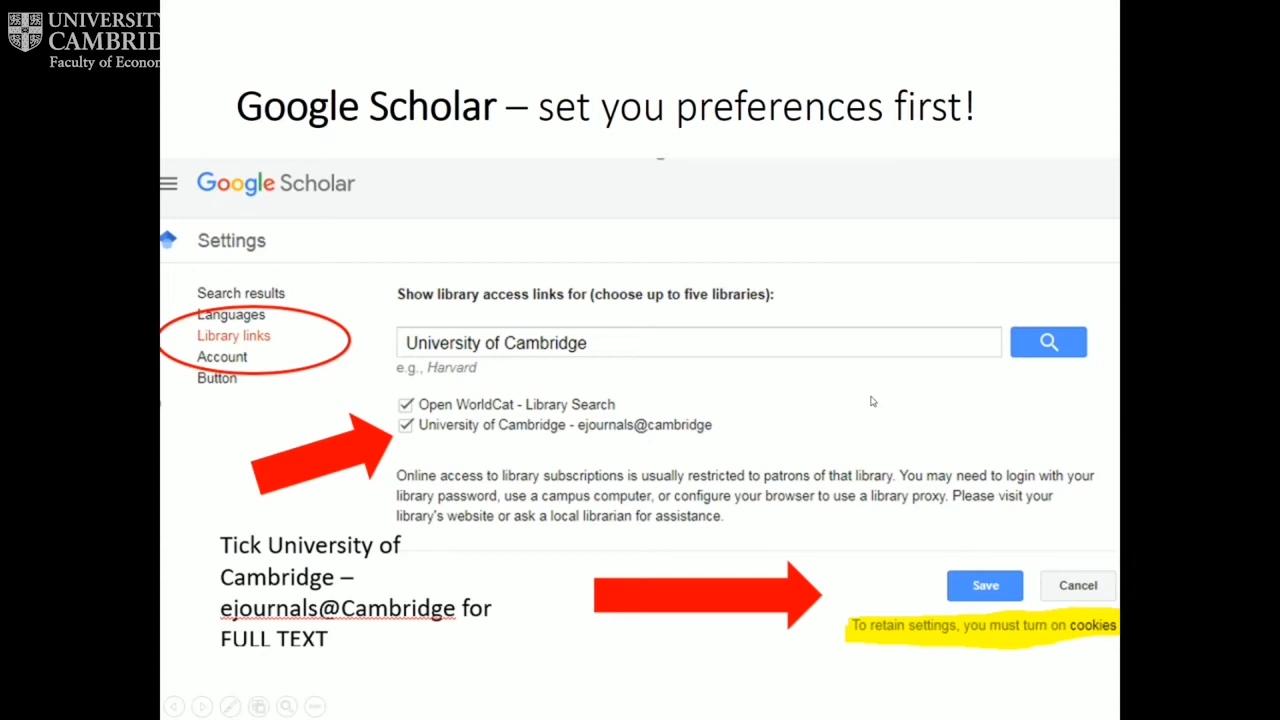 UNIVERSITY
CAMBRID
Faculty of Econom
Google Scholar – set you preferences first!
Google Scholar
Settings
Search results
Languages
Library links
Account
Button
Show library access links for (choose up to five libraries):
University of Cambridge
e.g., Harvard
Open WorldCat - Library Search
University of Cambridge - ejournals@cambridge
Online access to library subscriptions is usually restricted to patrons of that library. You may need to login with your
library password, use a campus computer, or configure your browser to use a library proxy. Please visit your
library's website or ask a local librarian for assistance.
Tick University of
Cambridge –
ejournals@Cambridge for
FULL TEXT
Save
Cancel
To retain settings, you must turn on cookies